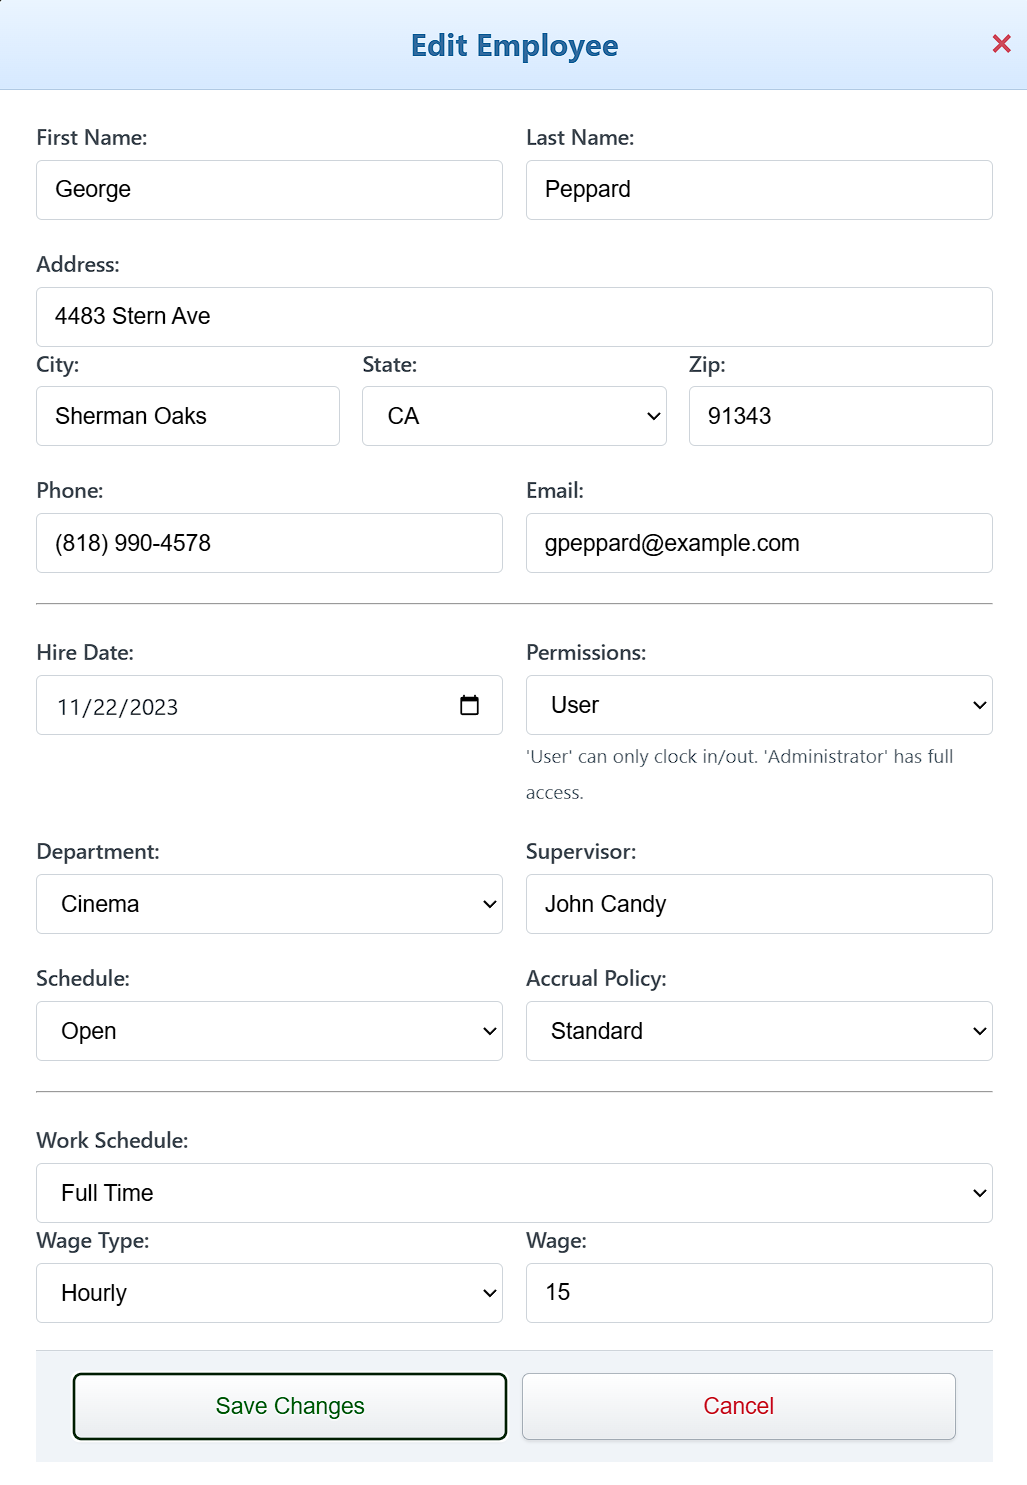 Edit Employee
First Name:
Last Name:
George
Peppard
Address:
4483 Stern Ave
City:
State:
Zip:
Sherman Oaks
CA
91343
Phone:
Email:
(818) 990-4578
gpeppard@example.com
Hire Date:
Permissions:
11/22/2023
User
'User' can only clock in/out. 'Administrator' has full
access.
Department:
Supervisor:
Cinema
John Candy
Schedule:
Accrual Policy:
Open
Standard
Work Schedule:
Full Time
Wage Type:
Wage:
Hourly
15
Save Changes
Cancel